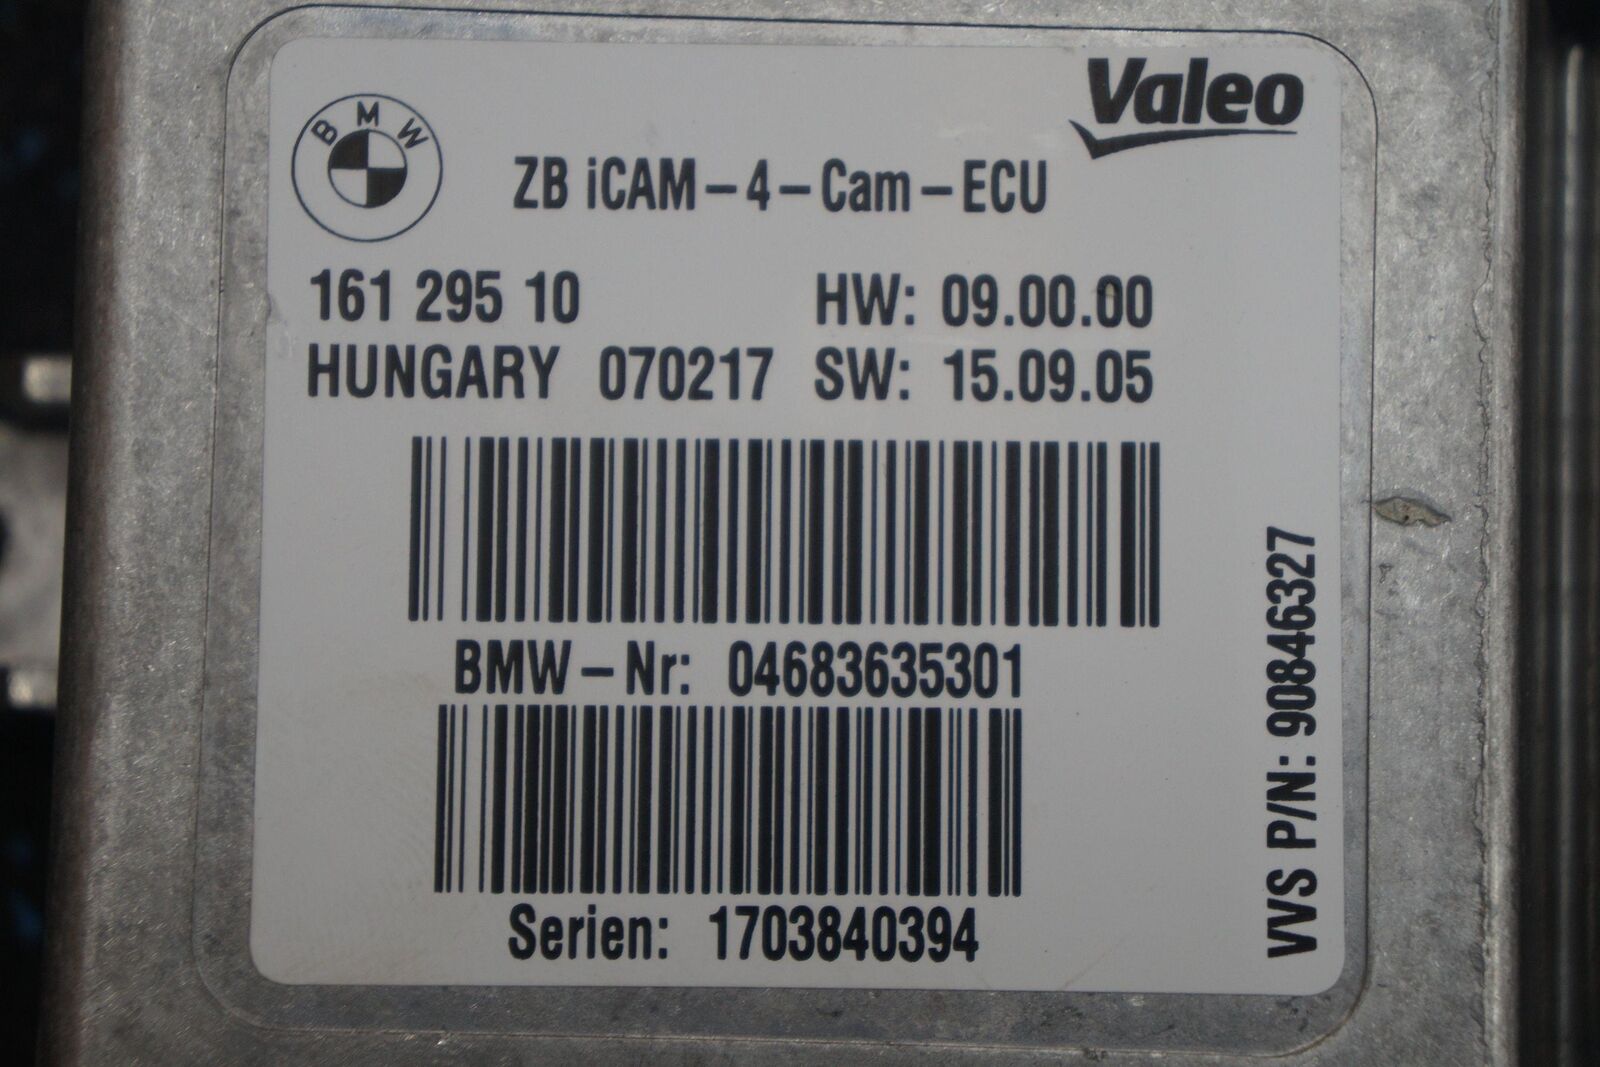 BMW
Valeo
ZB iCAM-4-Cam-ECU
161 295 10 HW: 09.00.00
HUNGARY 070217 SW: 15.09.05
BMW-Nr: 04683635301
Serien: 1703840394
VVS P/N: 90846327